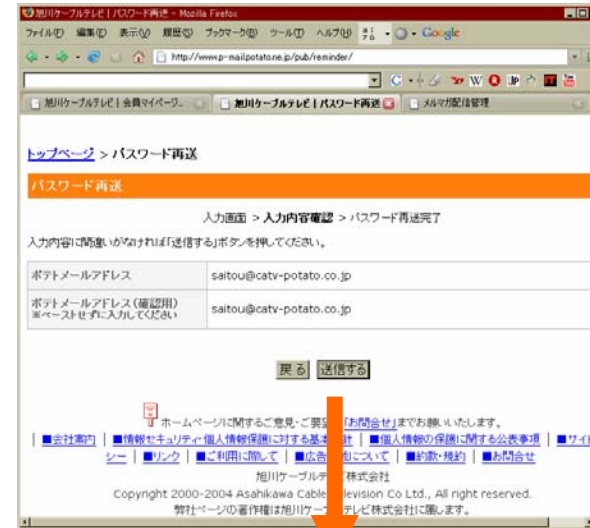 旭川ケーブルテレビ | パスワード再送 - Mozilla Firefox
ファイル(F) 編集(E) 表示(V) 履歴(S) ブックマーク(B) ツール(T) ヘルプ(H) Google
http://www.p-mailpotato.ne.jp/pub/reminder/
旭川ケーブルテレビ | 会員マイページ... 旭川ケーブルテレビ | パスワード再送 メルマガ配信管理
トップページ > パスワード再送
パスワード再送
入力画面 > 入力内容確認 > パスワード再送完了
入力内容に間違いがなければ「送信する」ボタンを押してください。
ポテトメールアドレス saitou@catv-potato.co.jp
ポテトメールアドレス(確認用) saitou@catv-potato.co.jp
※ペーストせずに入力してください
戻る 送信する
ホームページに関するご意見・ご要望 「お問合せ」までお願いいたします。
| ■会社案内 | ■情報セキュリティ・個人情報保護に対する基本 針 | ■個人情報の保護に関する公表事項 | ■サイ
シー | ■リンク | ■ご利用に際して | ■広告 について | ■約款・規約 | ■お問合せ
旭川ケーブルテ 株式会社
Copyright 2000-2004 Asahikawa Cable levision Co Ltd., All right reserved.
弊社ページの著作権は旭川ケー テレビ株式会社に属します。